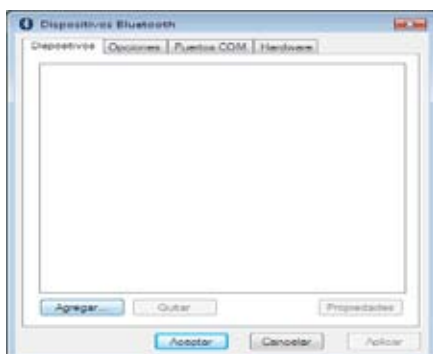 Dispositivos Bluetooth
Dispositivos Opciones Puertos COM Hardware
Agregar... Quitar Propiedades
Aceptar Cancelar Aplicar